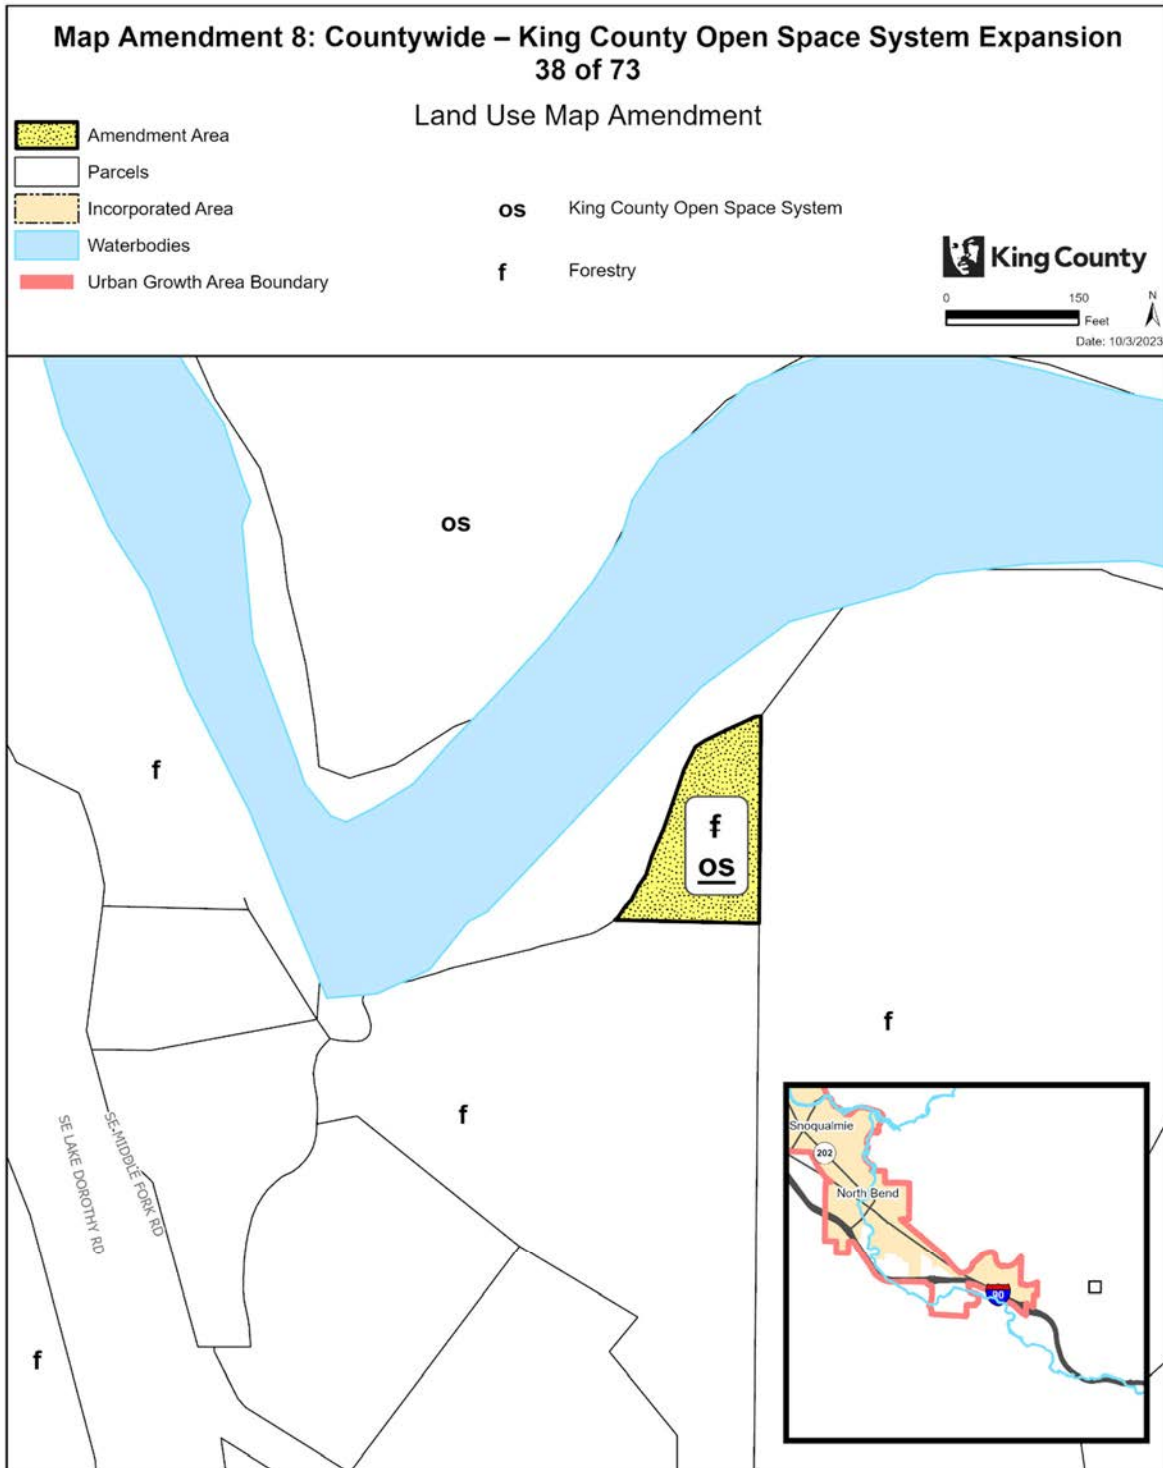 Map Amendment 8: Countywide – King County Open Space System Expansion
38 of 73
Land Use Map Amendment
Amendment Area
Parcels
Incorporated Area
Waterbodies
Urban Growth Area Boundary
os King County Open Space System
f Forestry
King County
0 150
Feet
N
Date: 10/3/2023
os
f
f
os
f
f
SE LAKE DOROTHY RD
SE MIDDLE FORK RD
f
Snoqualmie
202
North Bend
90